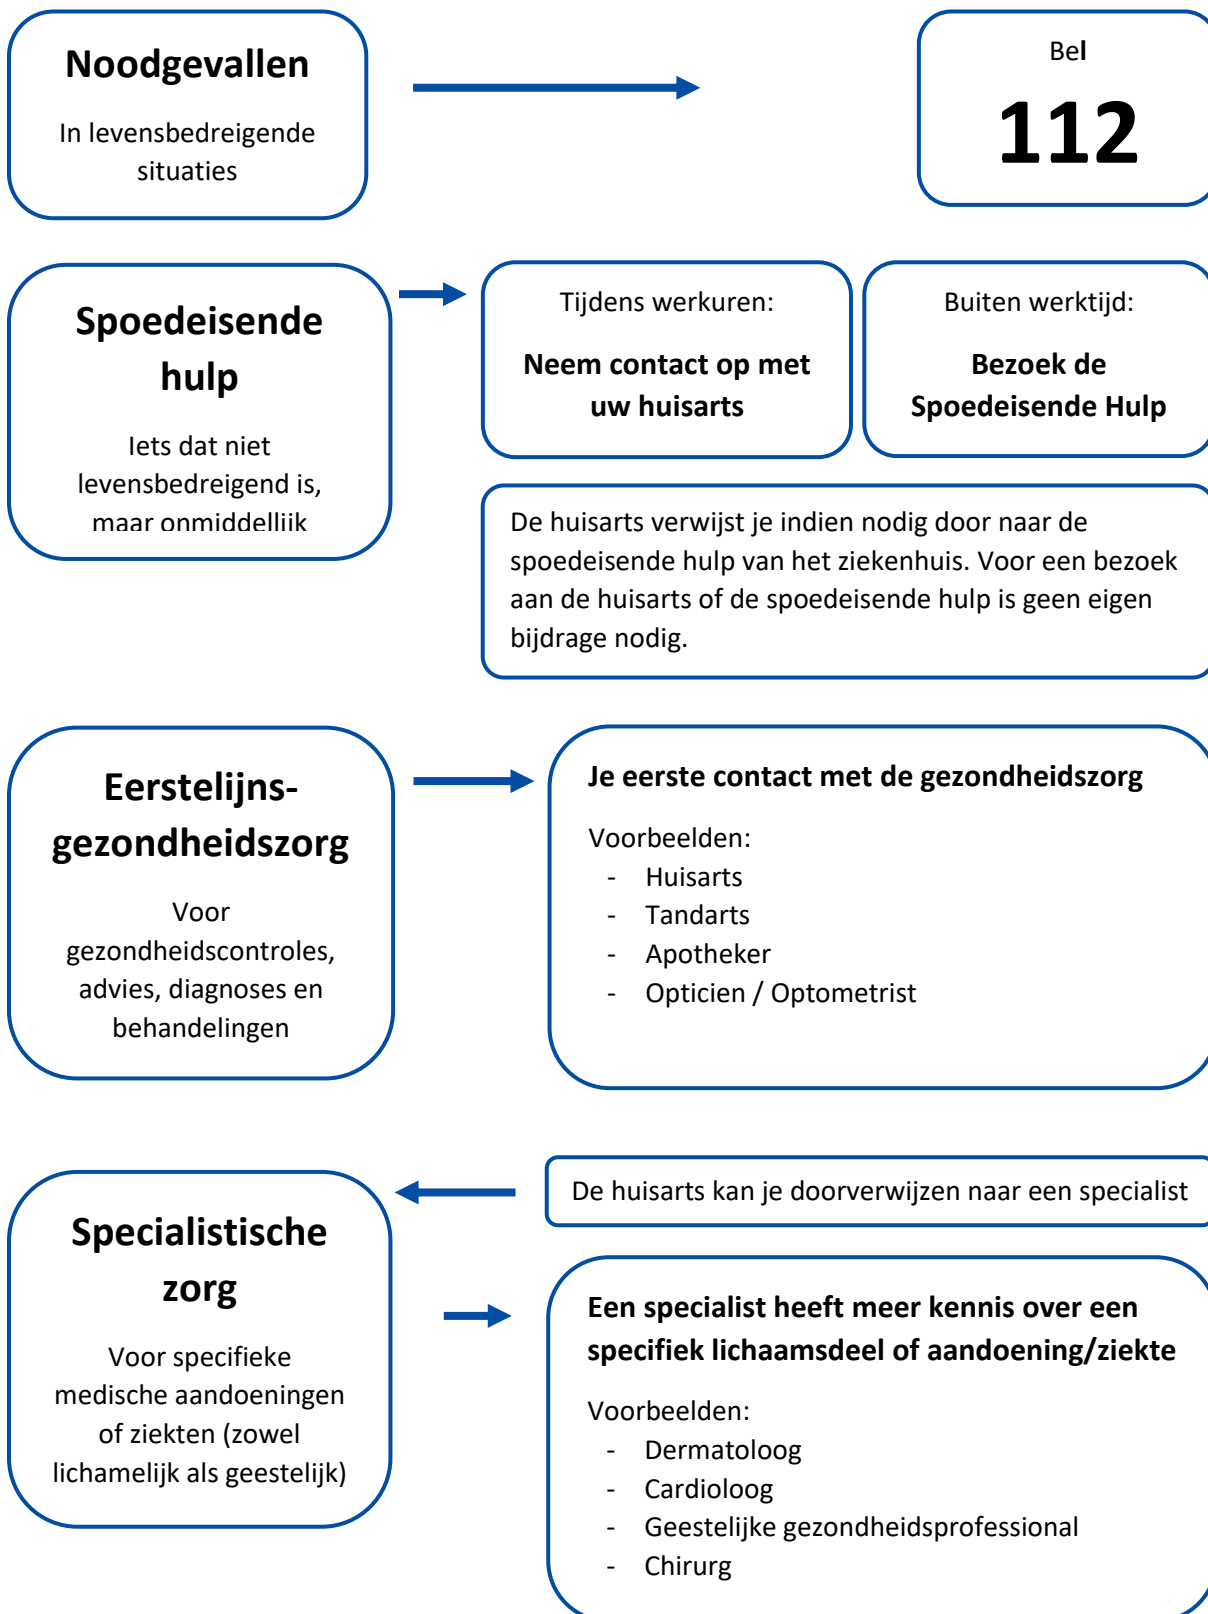 Noodgevallen
In levensbedreigende
situaties
Bel
112
Spoedeisende
hulp
Iets dat niet
levensbedreigend is,
maar onmiddellijk
Tijdens werkuren:
Neem contact op met
uw huisarts
Buiten werktijd:
Bezoek de
Spoedeisende Hulp
De huisarts verwijst je indien nodig door naar de
spoedeisende hulp van het ziekenhuis. Voor een bezoek
aan de huisarts of de spoedeisende hulp is geen eigen
bijdrage nodig.
Eerstelijns-
gezondheidszorg
Voor
gezondheidscontroles,
advies, diagnoses en
behandelingen
Je eerste contact met de gezondheidszorg
Voorbeelden:
- Huisarts
- Tandarts
- Apotheker
- Opticien / Optometrist
De huisarts kan je doorverwijzen naar een specialist
Specialistische
zorg
Voor specifieke
medische aandoeningen
of ziekten (zowel
lichamelijk als geestelijk)
Een specialist heeft meer kennis over een
specifiek lichaamsdeel of aandoening/ziekte
Voorbeelden:
- Dermatoloog
- Cardioloog
- Geestelijke gezondheidsprofessional
- Chirurg